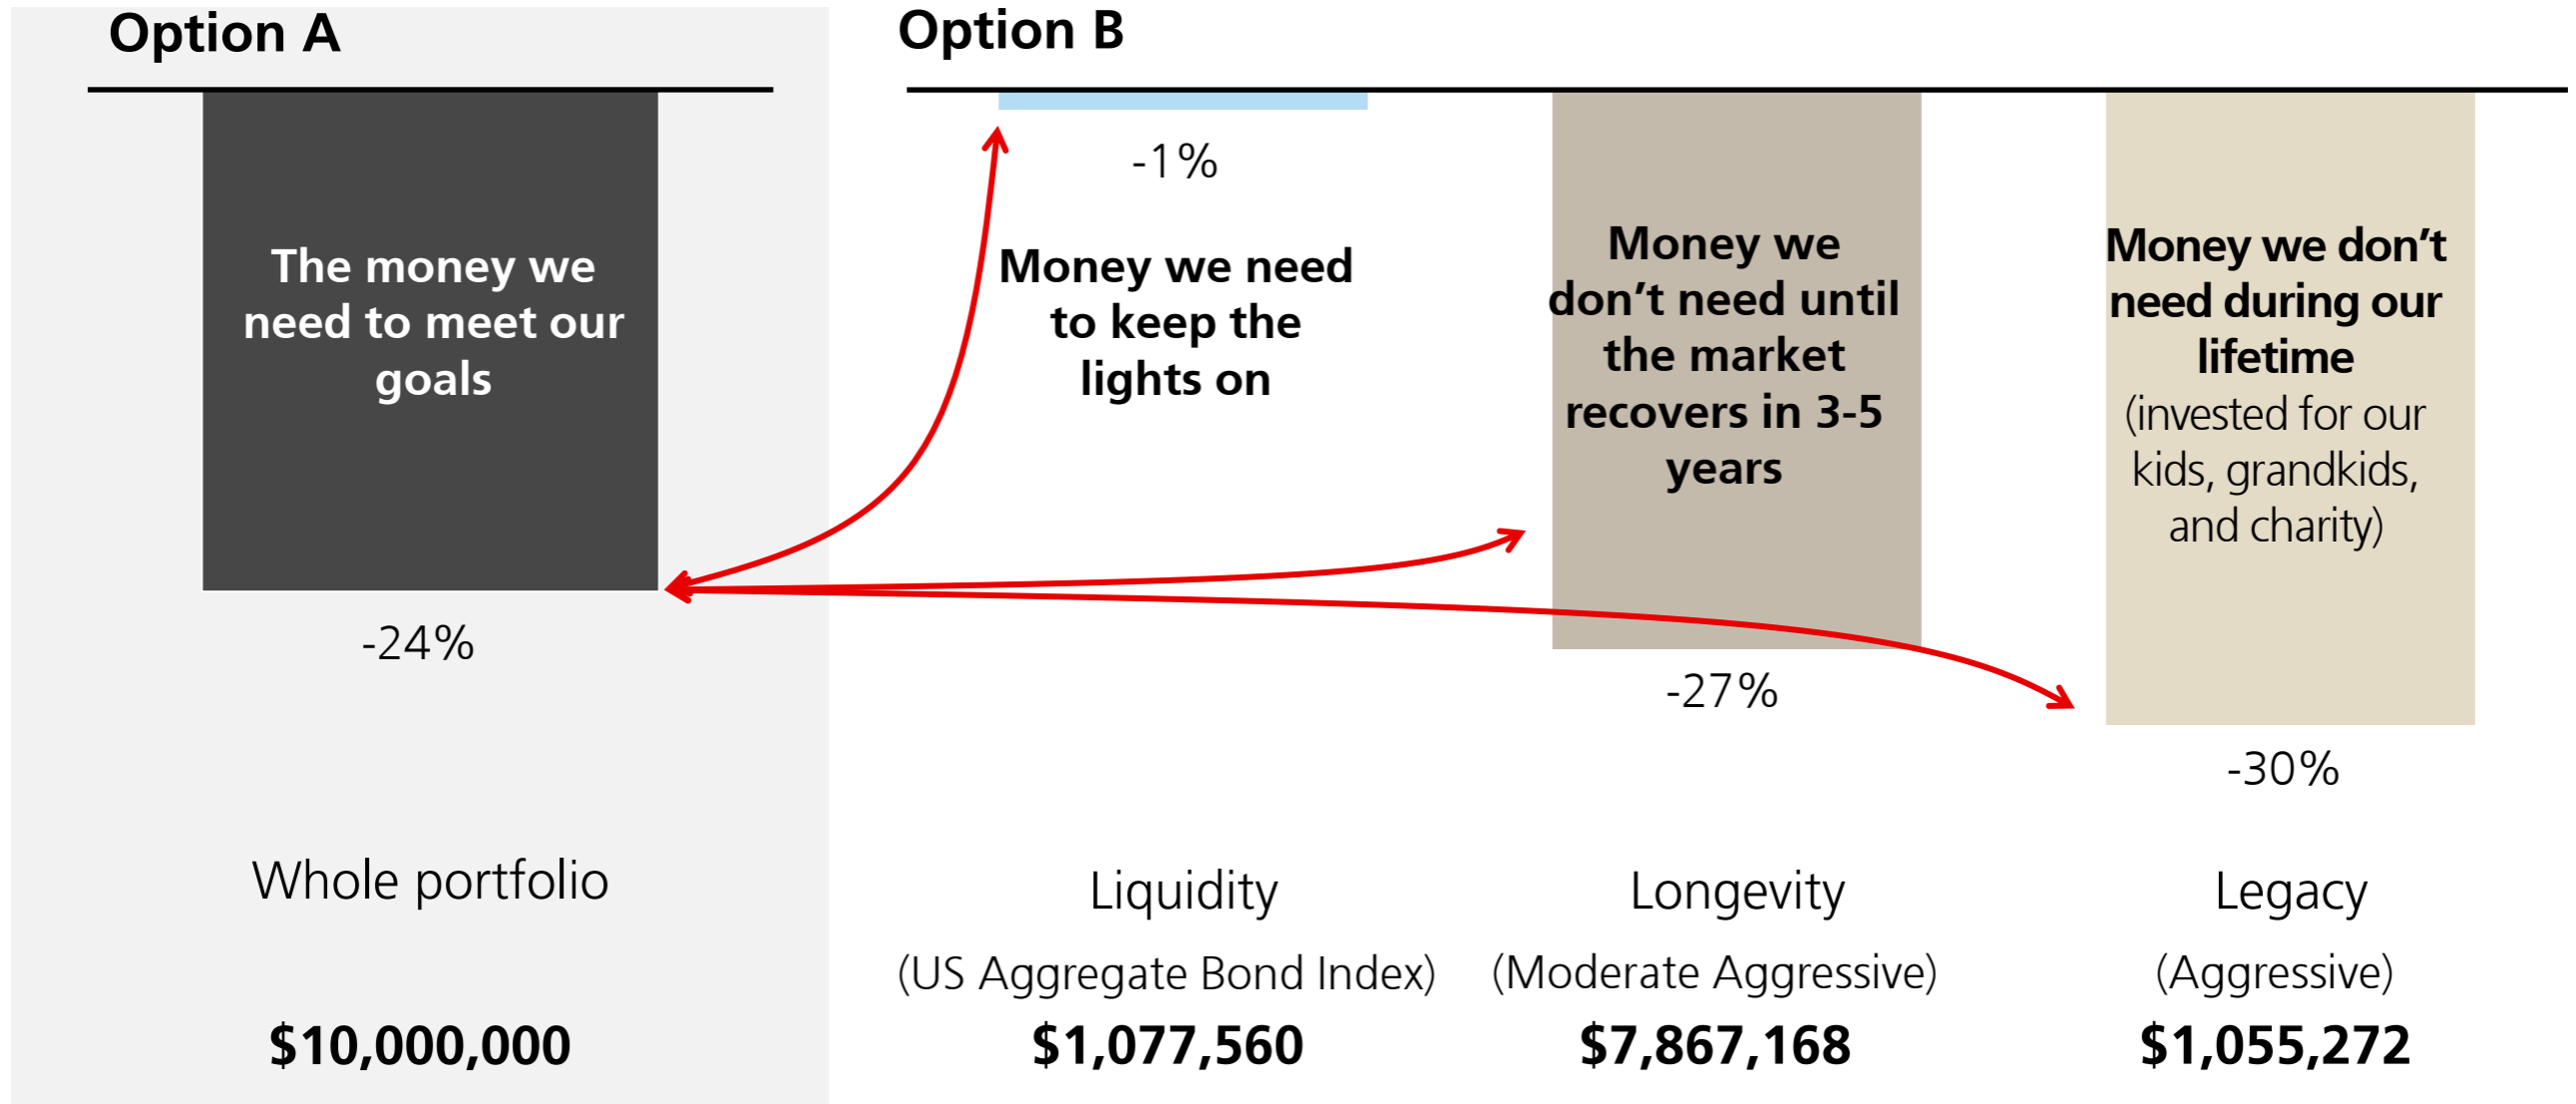 Option A
The money we
need to meet our
goals
-24%
Whole portfolio
$10,000,000
Option B
-1%
Money we need
to keep the
lights on
Liquidity
(US Aggregate Bond Index)
$1,077,560
Money we
don’t need until
the market
recovers in 3-5
years
-27%
Longevity
(Moderate Aggressive)
$7,867,168
Money we don’t
need during our
lifetime
(invested for our
kids, grandkids,
and charity)
-30%
Legacy
(Aggressive)
$1,055,272